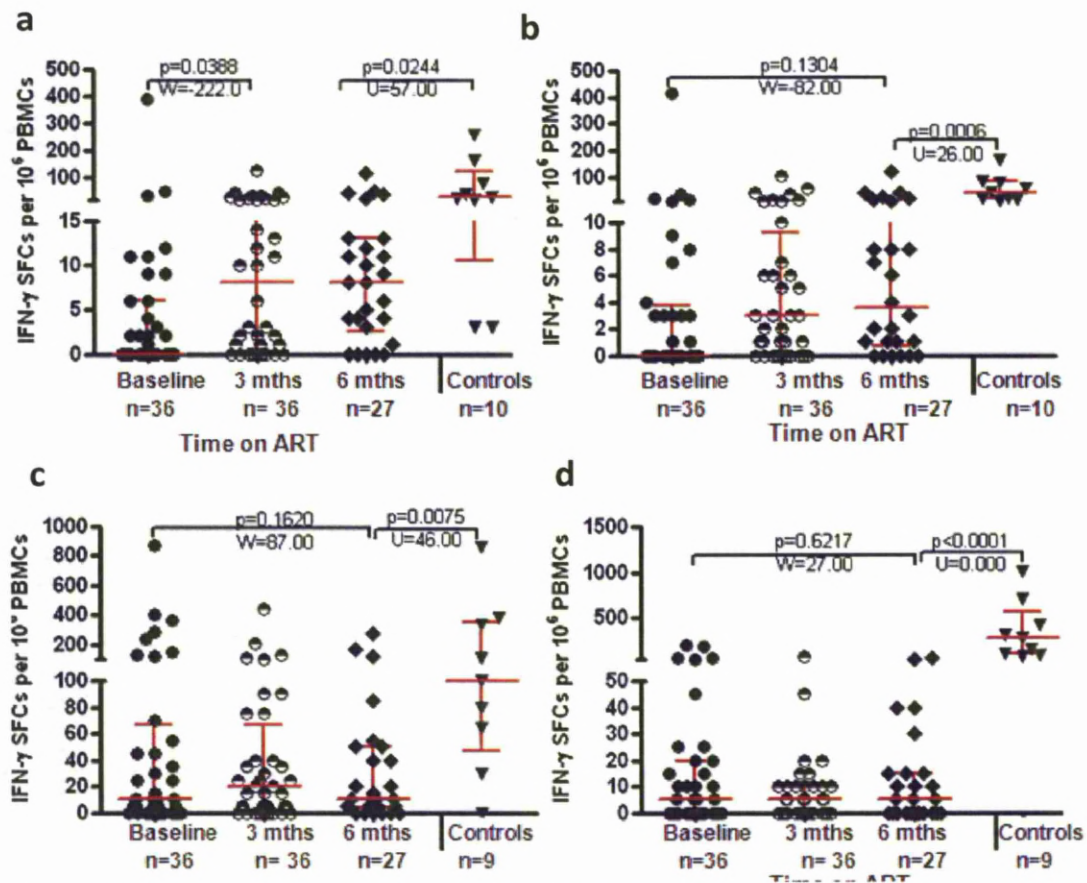 a
p=0.0388
W=-222.0
p=0.0244
U=57.00
IFN-γ SFCs per 10⁶ PBMCs
500
400
300
200
100
15
10
5
0
Baseline 3 mths 6 mths Controls
n=36 n= 36 n=27 n=10
Time on ART
b
p=0.1304
W=-82.00
p=0.0006
U=26.00
IFN-γ SFCs per 10⁶ PBMCs
500
400
300
200
100
10
8
6
4
2
0
Baseline 3 mths 6 mths Controls
n=36 n= 36 n=27 n=10
Time on ART
c
p=0.1620
W=87.00
p=0.0075
U=46.00
IFN-γ SFCs per PBMCs
1000
800
600
400
200
100
80
60
40
20
0
Baseline 3 mths 6 mths Controls
n=36 n= 36 n=27 n=9
d
p=0.6217
W=27.00
p<0.0001
U=0.000
IFN-γ SFCs per 10⁶ PBMCs
1500
1000
500
50
40
30
20
10
0
Baseline 3 mths 6 mths Controls
n=36 n= 36 n=27 n=9
Time on ART